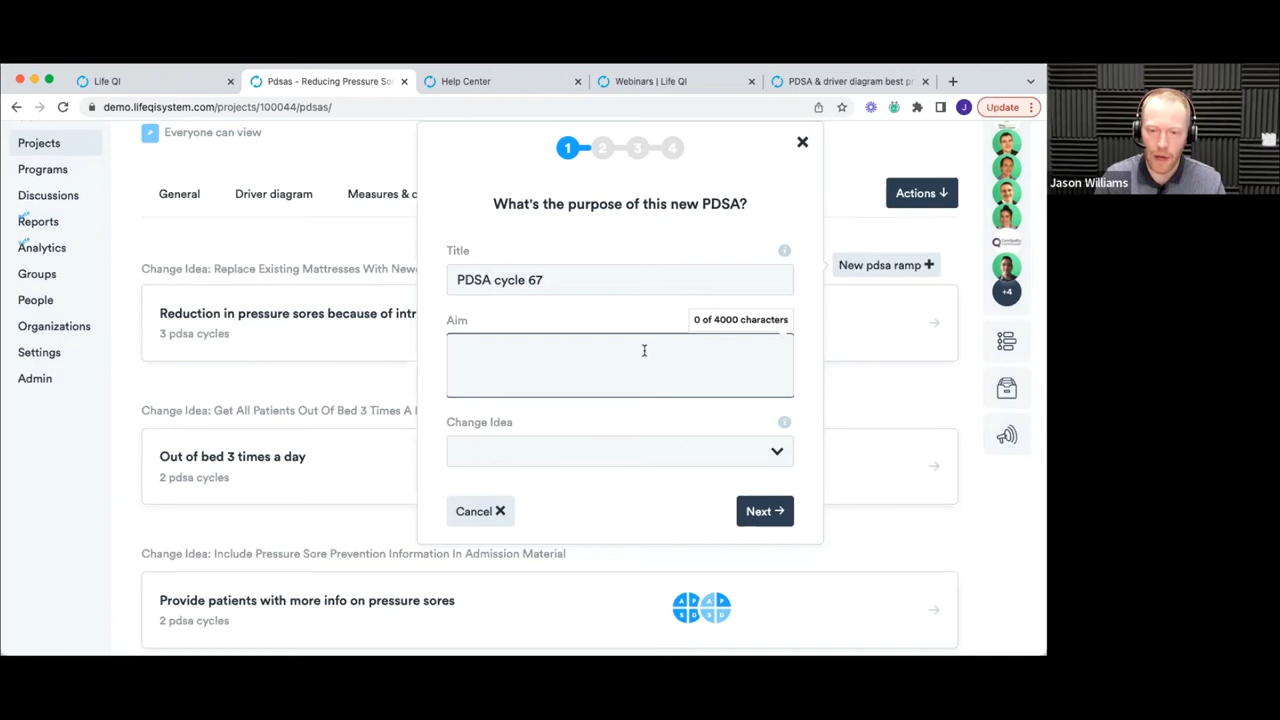 Life QI
Pdsas - Reducing Pressure So
Help Center
Webinars | Life QI
PDSA & driver diagram best pr
demo.lifeqisystem.com/projects/100044/pdsas/
J
Update
Projects
Programs
Discussions
Reports
Analytics
Groups
People
Organizations
Settings
Admin
Everyone can view
General
Driver diagram
Measures & c
Actions
1 2 3 4
What's the purpose of this new PDSA?
Title
PDSA cycle 67
Aim
0 of 4000 characters
Change Idea
Cancel
Next
New pdsa ramp
+4
Change Idea: Replace Existing Mattresses With Newe
Reduction in pressure sores because of intr
3 pdsa cycles
Change Idea: Get All Patients Out Of Bed 3 Times A
Out of bed 3 times a day
2 pdsa cycles
Change Idea: Include Pressure Sore Prevention Information In Admission Material
Provide patients with more info on pressure sores
2 pdsa cycles
A P A P
S D S D
Jason Williams